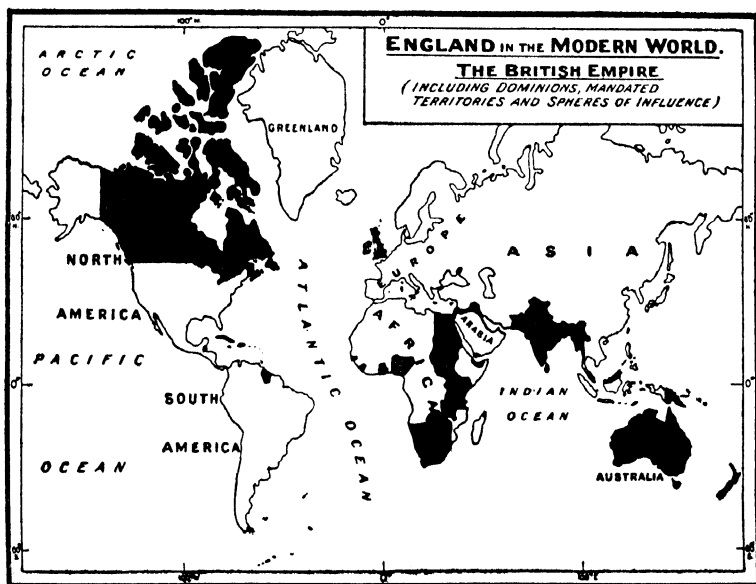 ENGLAND IN THE MODERN WORLD.
THE BRITISH EMPIRE
(INCLUDING DOMINIONS, MANDATED
TERRITORIES AND SPHERES OF INFLUENCE)
ARCTIC
OCEAN
GREENLAND
NORTH
AMERICA
PACIFIC
OCEAN
SOUTH
AMERICA
ATLANTIC OCEAN
EUROPE
ASIA
AFRICA
ARABIA
INDIAN
OCEAN
AUSTRALIA